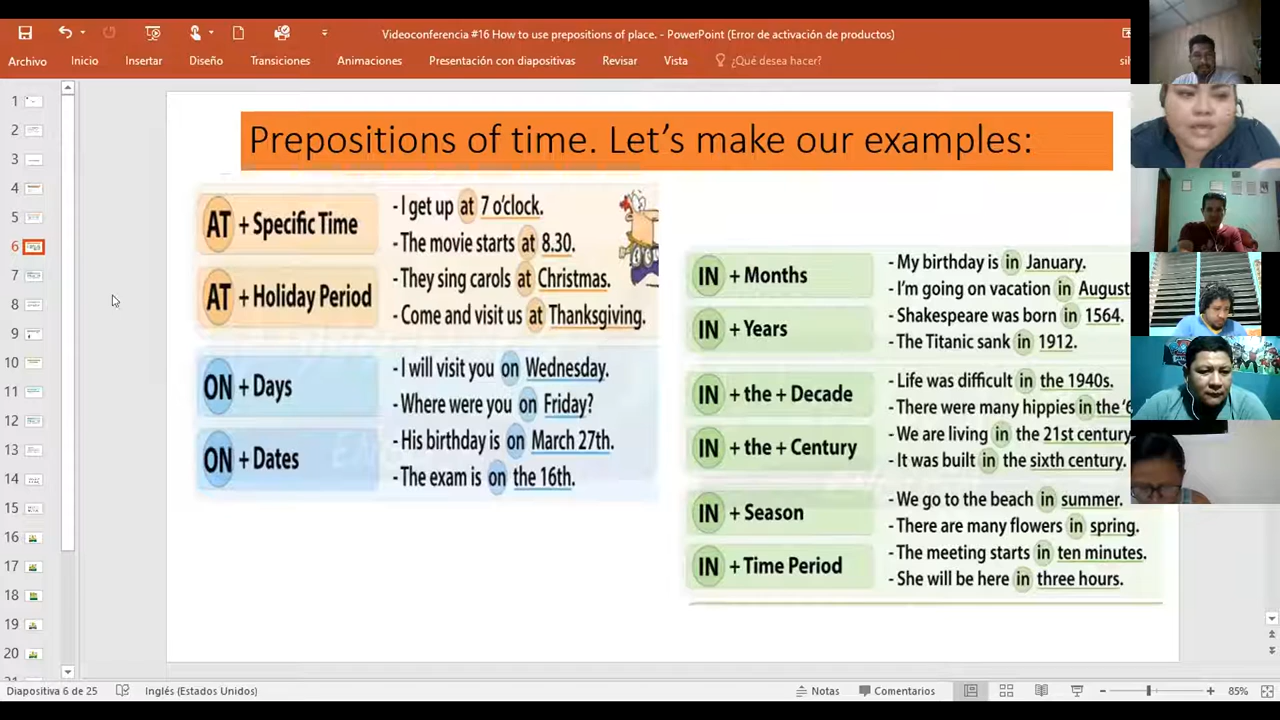 Videoconferencia #16 How to use prepositions of place. - PowerPoint (Error de activación de productos)
Archivo Inicio Insertar Diseño Transiciones Animaciones Presentación con diapositivas Revisar Vista ¿Qué desea hacer?
Prepositions of time. Let's make our examples:
AT + Specific Time
- I get up at 7 o'clock.
- The movie starts at 8.30.
AT + Holiday Period
- They sing carols at Christmas.
- Come and visit us at Thanksgiving.
ON + Days
- I will visit you on Wednesday.
- Where were you on Friday?
ON + Dates
- His birthday is on March 27th.
- The exam is on the 16th.
IN + Months
- My birthday is in January.
- I'm going on vacation in August
IN + Years
- Shakespeare was born in 1564.
- The Titanic sank in 1912.
IN + the + Decade
- Life was difficult in the 1940s.
- There were many hippies in the
IN + the + Century
- We are living in the 21st century
- It was built in the sixth century.
IN + Season
- We go to the beach in summer.
- There are many flowers in spring.
IN + Time Period
- The meeting starts in ten minutes.
- She will be here in three hours.
1
2
3
4
5
6
7
8
9
10
11
12
13
14
15
16
17
18
19
20
Diapositiva 6 de 25 Inglés (Estados Unidos) Notas Comentarios 85%